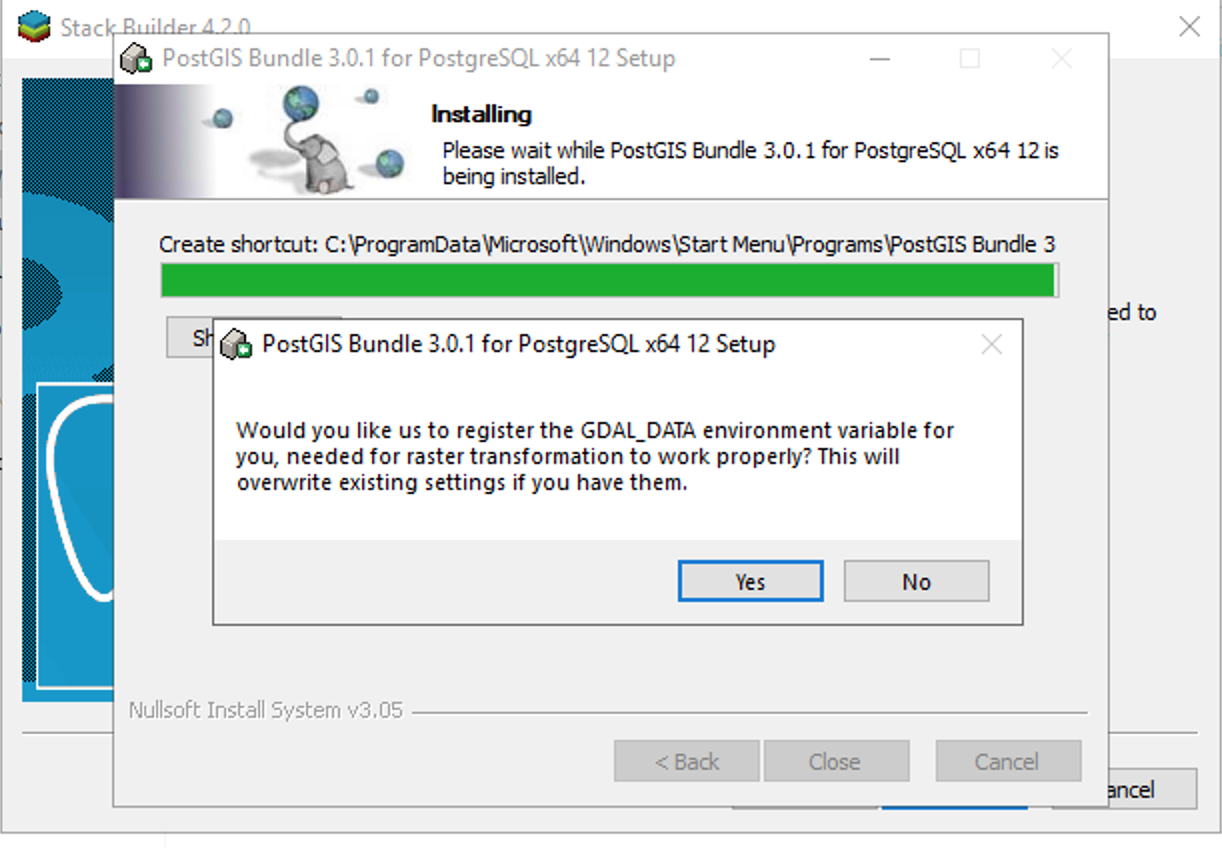 Stack Builder 4.2.0
PostGIS Bundle 3.0.1 for PostgreSQL x64 12 Setup
Installing
Please wait while PostGIS Bundle 3.0.1 for PostgreSQL x64 12 is
being installed.
Create shortcut: C:\ProgramData\Microsoft\Windows\Start Menu\Programs\PostGIS Bundle 3
ed to
Sh
PostGIS Bundle 3.0.1 for PostgreSQL x64 12 Setup
Would you like us to register the GDAL_DATA environment variable for
you, needed for raster transformation to work properly? This will
overwrite existing settings if you have them.
Yes No
Nullsoft Install System v3.05
< Back Close Cancel
ancel